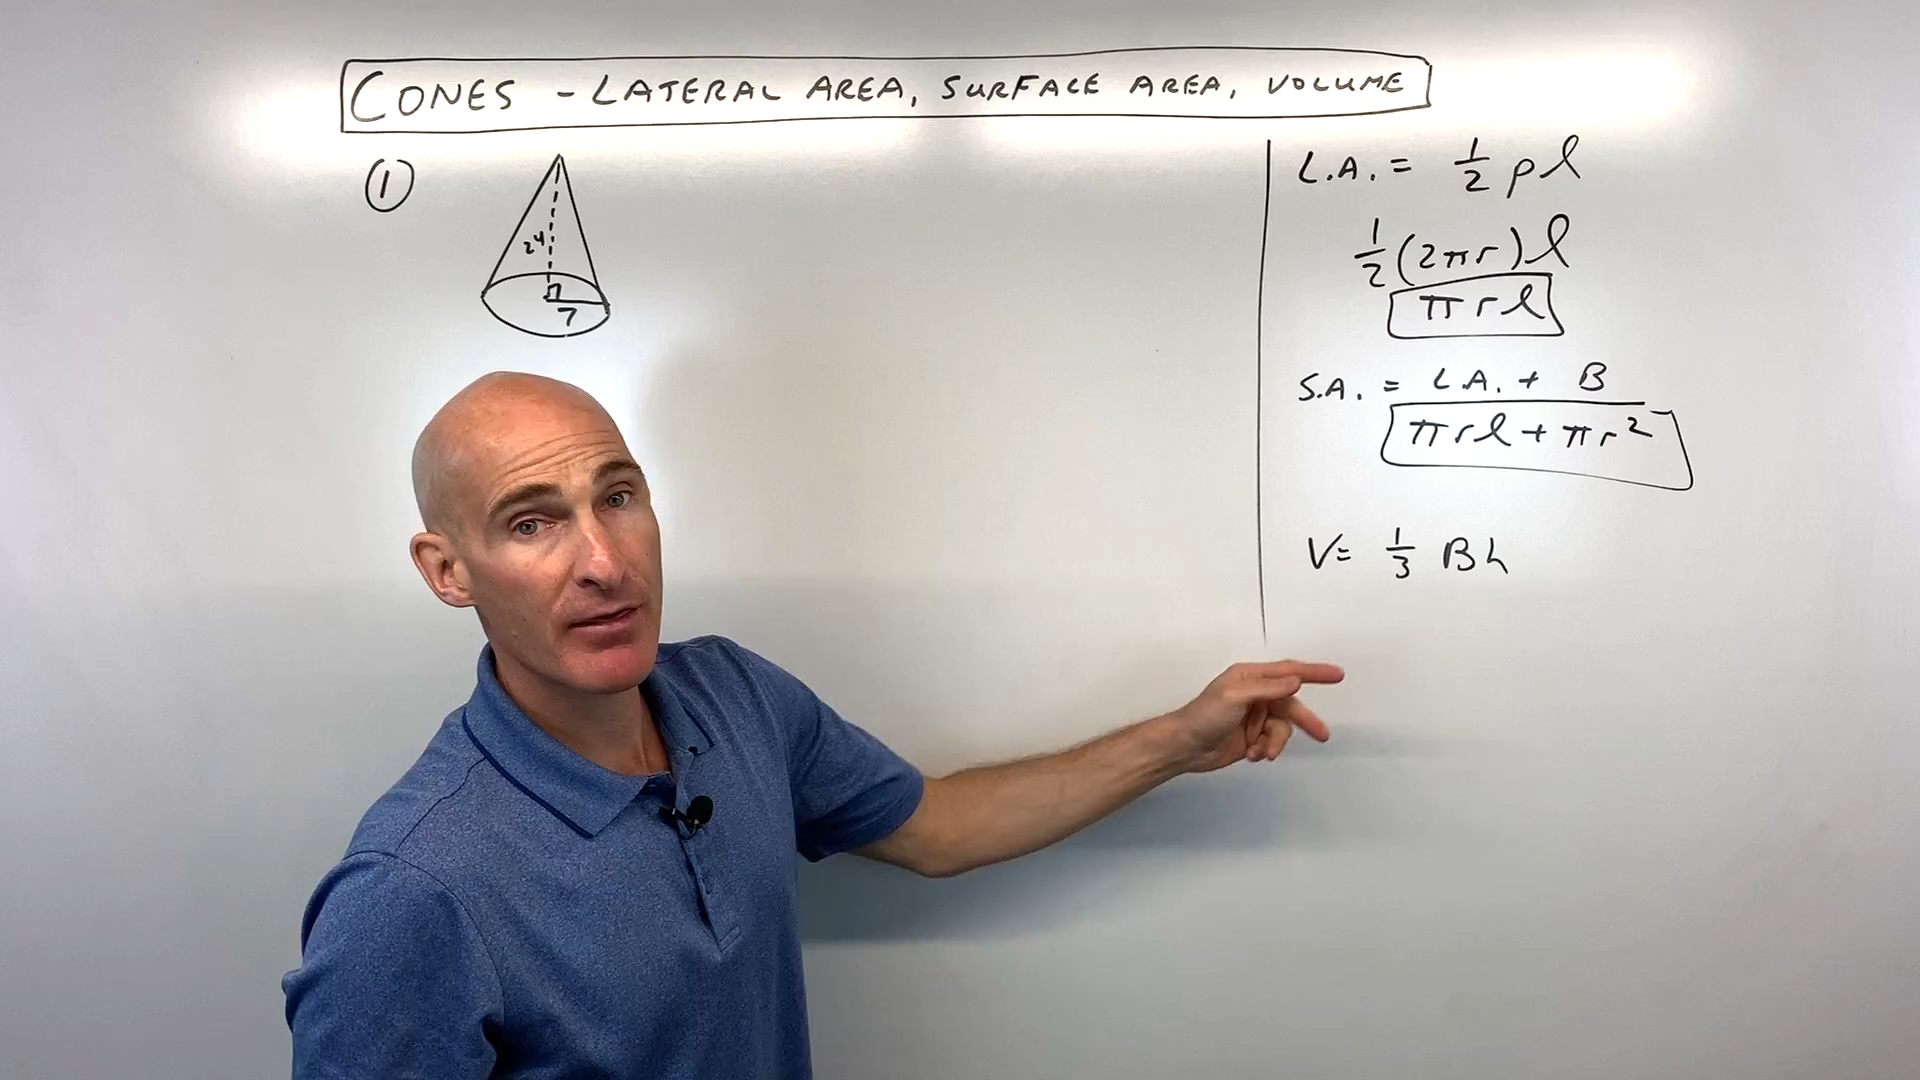 CONES - LATERAL AREA, SURFACE AREA, VOLUME
①
24
7
L.A. = 1/2 pl
1/2 (2πr) l
πrl
S.A. = L.A. + B
πrl + πr²
V = 1/3 Bh